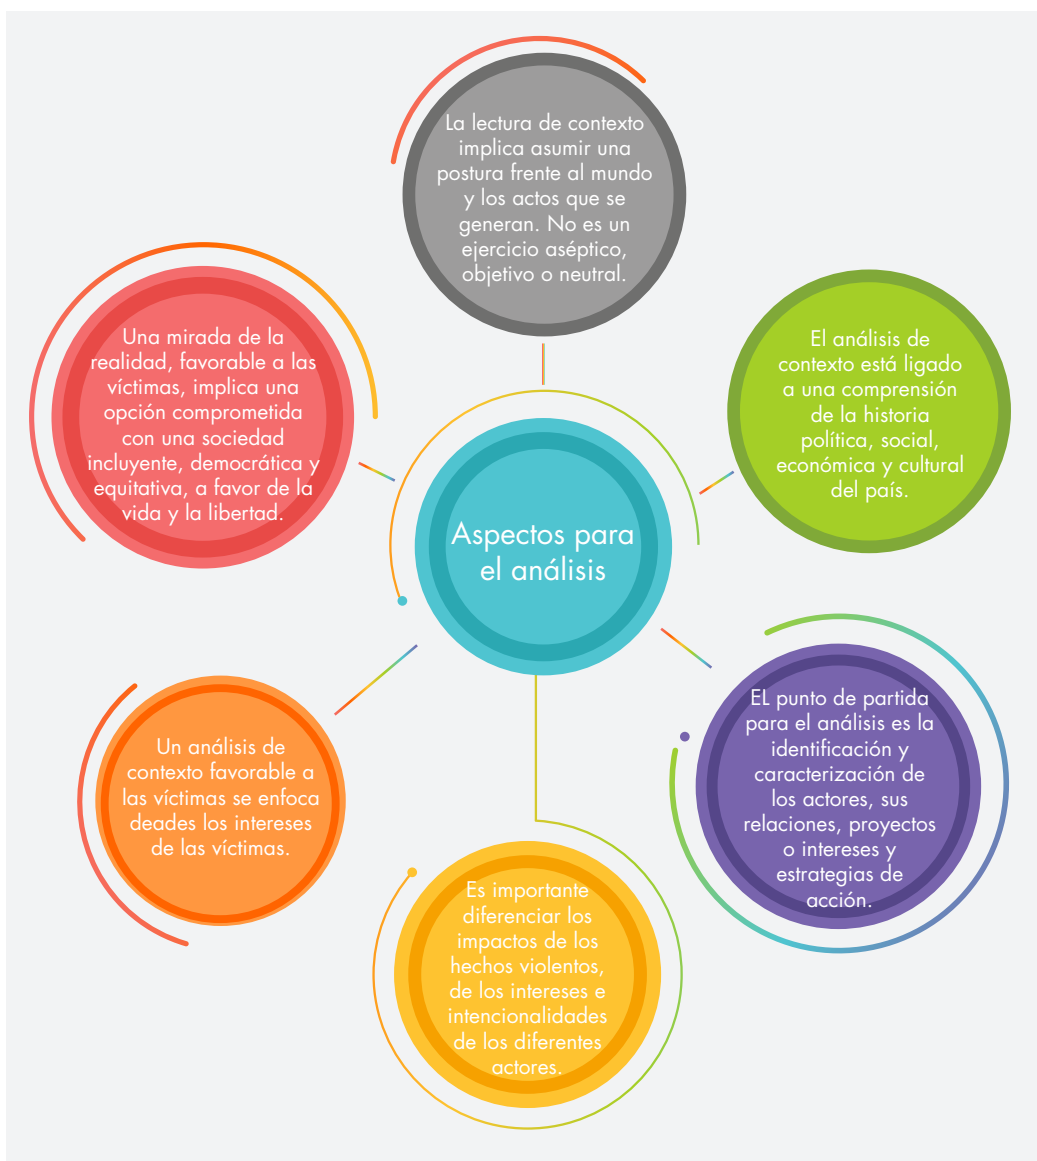 La lectura de contexto
implica asumir una
postura frente al mundo
y los actos que se
generan. No es un
ejercicio aséptico,
objetivo o neutral.
Una mirada de la
realidad, favorable a las
víctimas, implica una
opción comprometida
con una sociedad
incluyente, democrática y
equitativa, a favor de la
vida y la libertad.
El análisis de
contexto está ligado
a una comprensión
de la historia
política, social,
económica y cultural
del país.
Aspectos para
el análisis
Un análisis de
contexto favorable a
las víctimas se enfoca
deades los intereses
de las víctimas.
EL punto de partida
para el análisis es la
identificación y
caracterización de
los actores, sus
relaciones, proyectos
o intereses y
estrategias de
acción.
Es importante
diferenciar los
impactos de los
hechos violentos,
de los intereses e
intencionalidades
de los diferentes
actores.